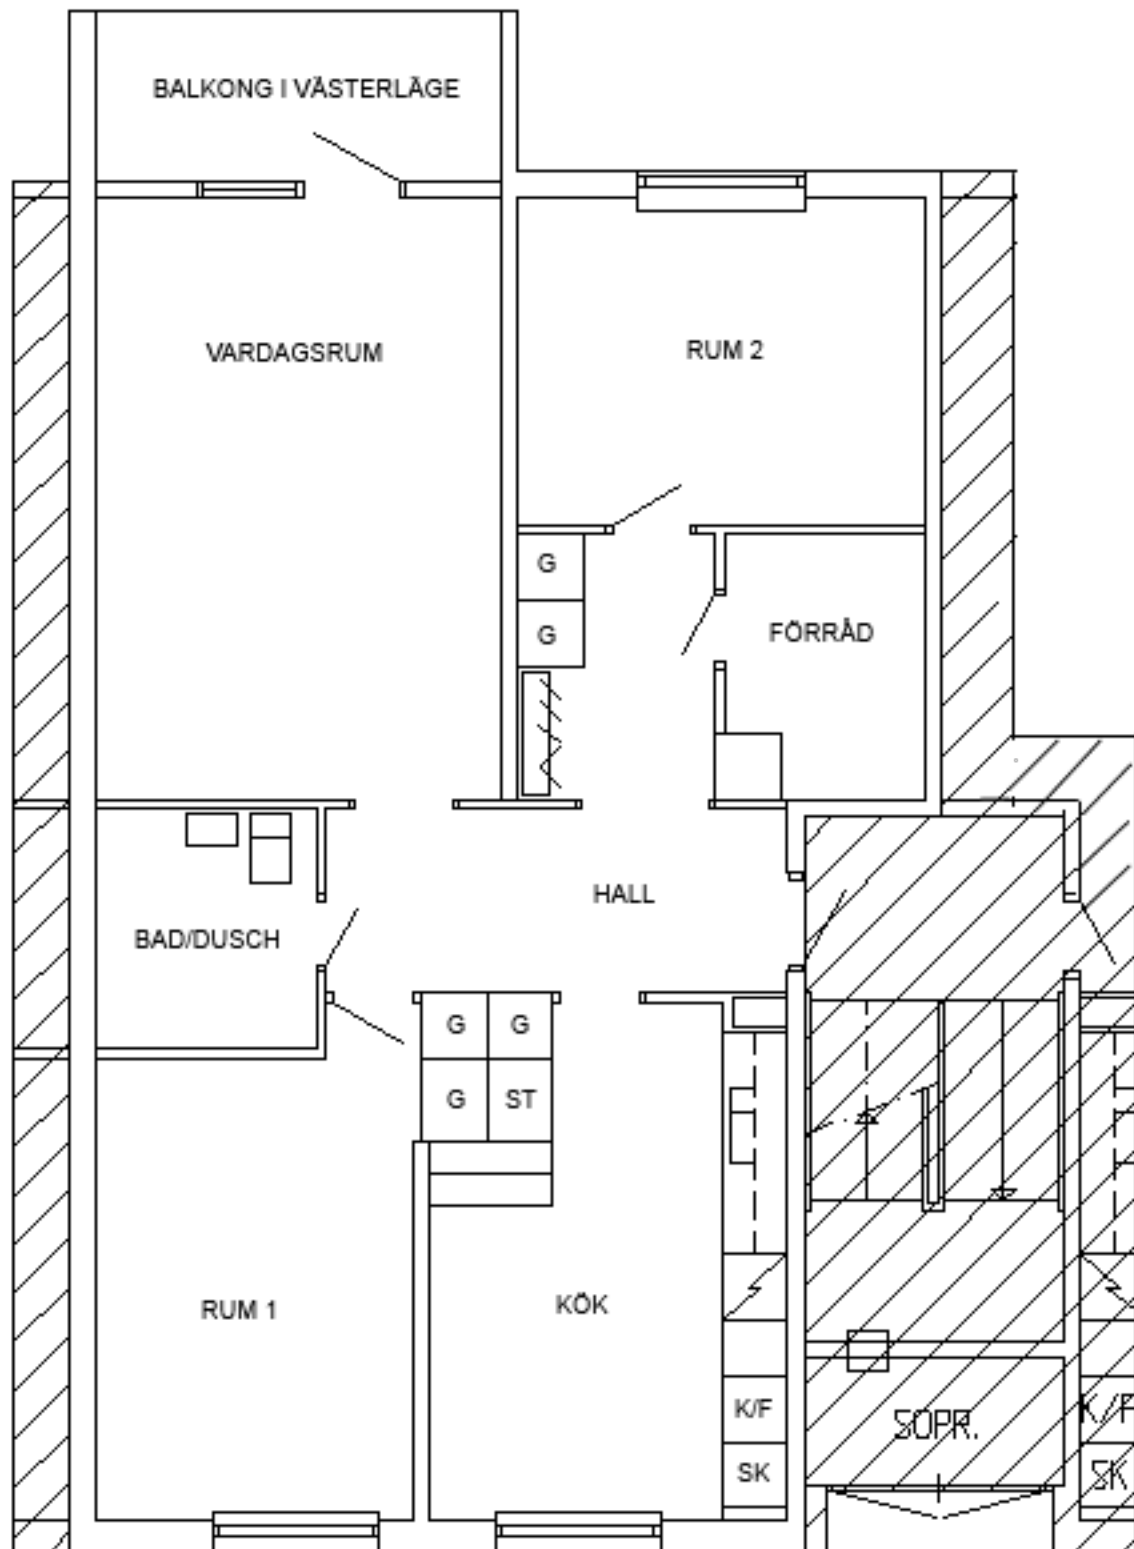 BALKONG I VÄSTERLÄGE
VARDAGSRUM
RUM 2
G
G
FÖRRÅD
HALL
BAD/DUSCH
G G
G ST
RUM 1
KÖK
K/F
SK
SOPR.
K/F
SK